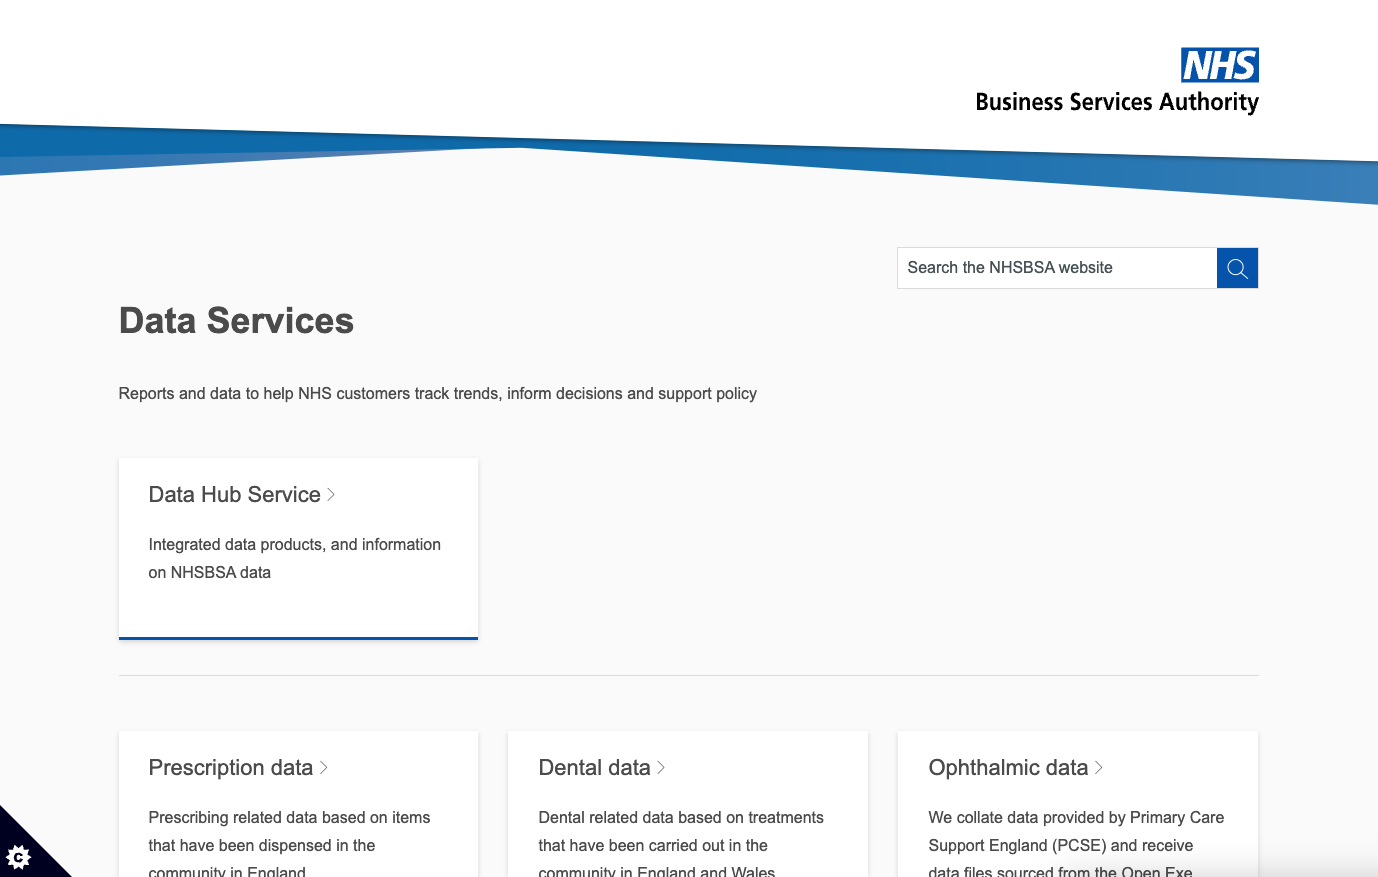 NHS
Business Services Authority
Search the NHSBSA website
Data Services
Reports and data to help NHS customers track trends, inform decisions and support policy
Data Hub Service
Integrated data products, and information
on NHSBSA data
Prescription data
Prescribing related data based on items
that have been dispensed in the
community in England
Dental data
Dental related data based on treatments
that have been carried out in the
community in England and Wales
Ophthalmic data
We collate data provided by Primary Care
Support England (PCSE) and receive
data files sourced from the Open Exe
C